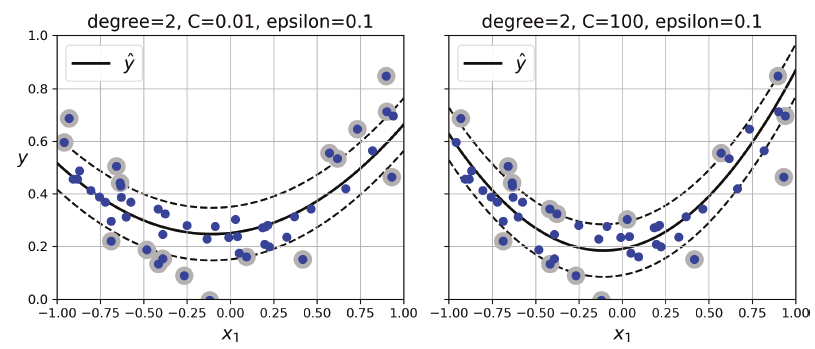 degree=2, C=0.01, epsilon=0.1
1.0
0.8
0.6
0.4
0.2
0.0
y
ŷ
−1.00 −0.75 −0.50 −0.25 0.00 0.25 0.50 0.75 1.00
x₁
degree=2, C=100, epsilon=0.1
ŷ
−1.00 −0.75 −0.50 −0.25 0.00 0.25 0.50 0.75 1.00
x₁